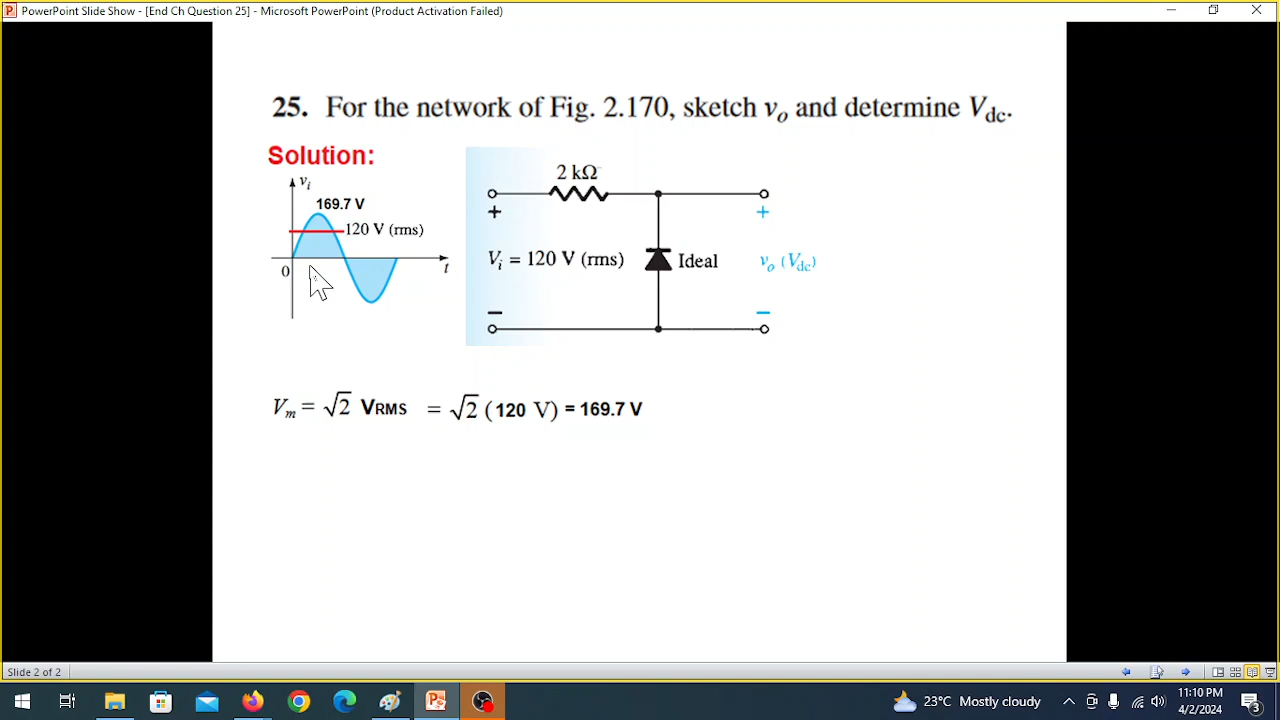 PowerPoint Slide Show - [End Ch Question 25] - Microsoft PowerPoint (Product Activation Failed)
25. For the network of Fig. 2.170, sketch vₒ and determine V_dc.
Solution:
vᵢ
169.7 V
120 V (rms)
0
t
2 kΩ
+
Vᵢ = 120 V (rms)
−
Ideal
+
vₒ (V_dc)
−
Vₘ = √2 VRMS = √2 (120 V) = 169.7 V
Slide 2 of 2
23°C Mostly cloudy
11:10 PM
4/2/2024
3